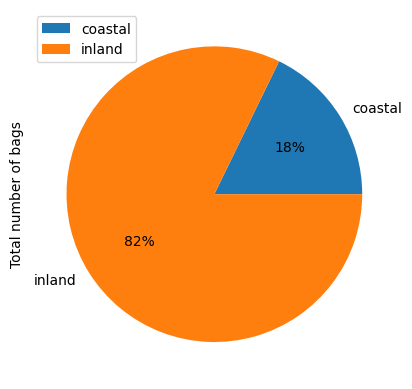 coastal
inland
coastal
18%
Total number of bags
82%
inland